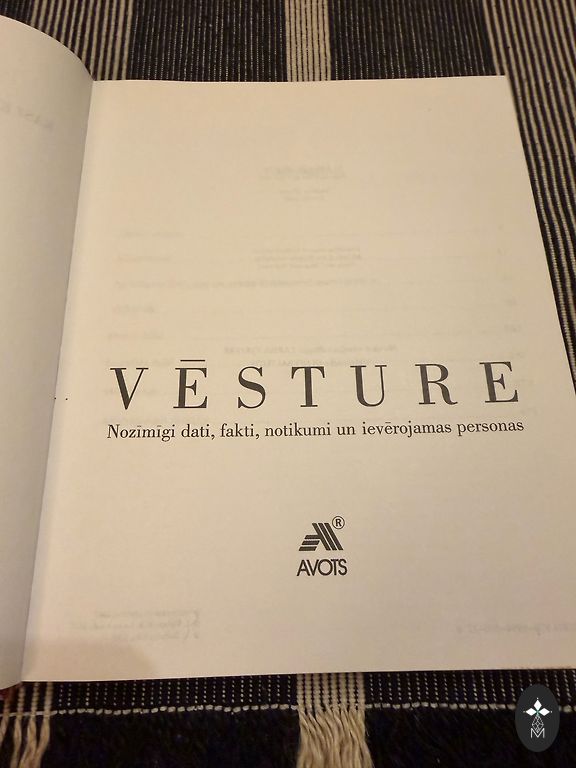 VĒSTURE
Nozīmīgi dati, fakti, notikumi un ievērojamas personas
®
AVOTS